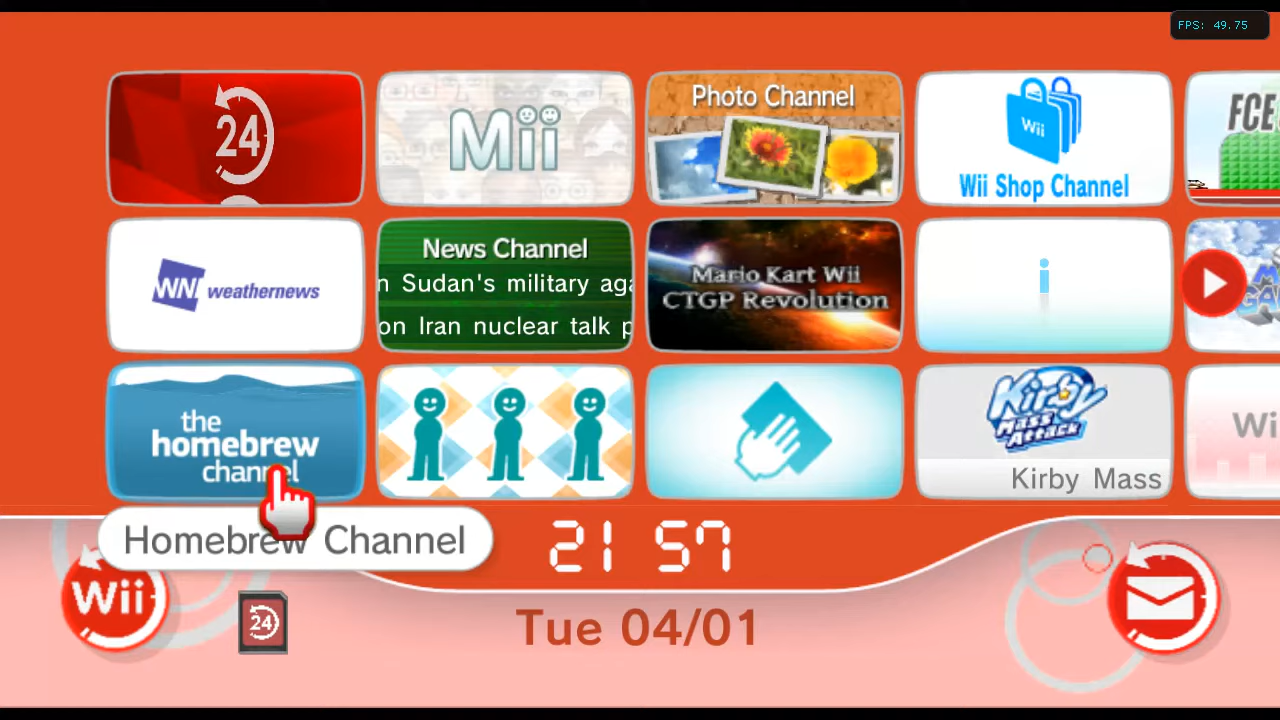 FPS: 49.75
24
Mii
Photo Channel
Wii
Wii Shop Channel
FCE
WNI weathernews
News Channel
n Sudan's military aga
on Iran nuclear talk p
Mario Kart Wii
CTGP Revolution
i
the
homebrew
channel
Kirby
Mass
Attack
Kirby Mass
Wi
Homebrew Channel
21 57
Wii
24
Tue 04/01